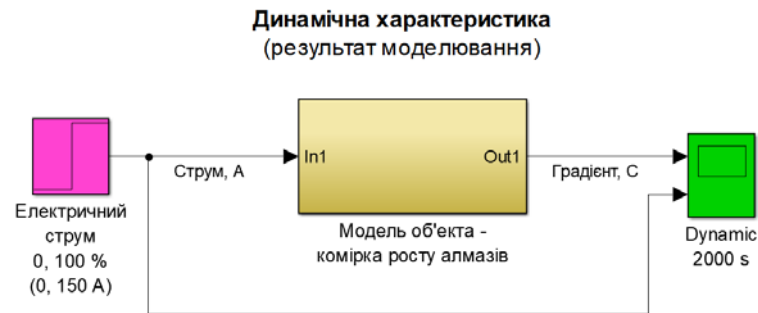 Динамічна характеристика
(результат моделювання)
In1
Out1
Струм, А
Градієнт, С
Електричний
струм
0, 100 %
(0, 150 А)
Модель об'єкта -
комірка росту алмазів
Dynamic
2000 s